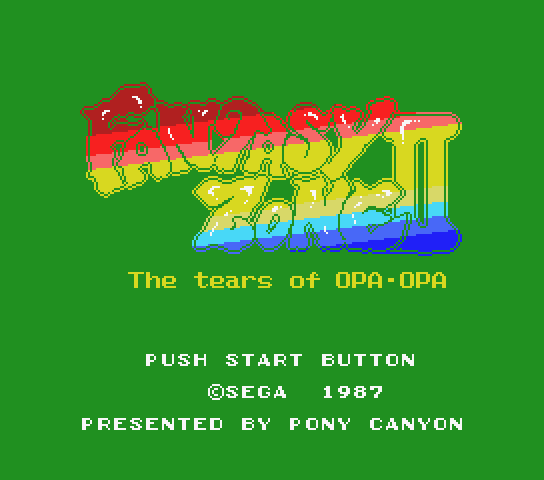 FANTASY
ZONE II
The tears of OPA-OPA
PUSH START BUTTON
©SEGA 1987
PRESENTED BY PONY CANYON